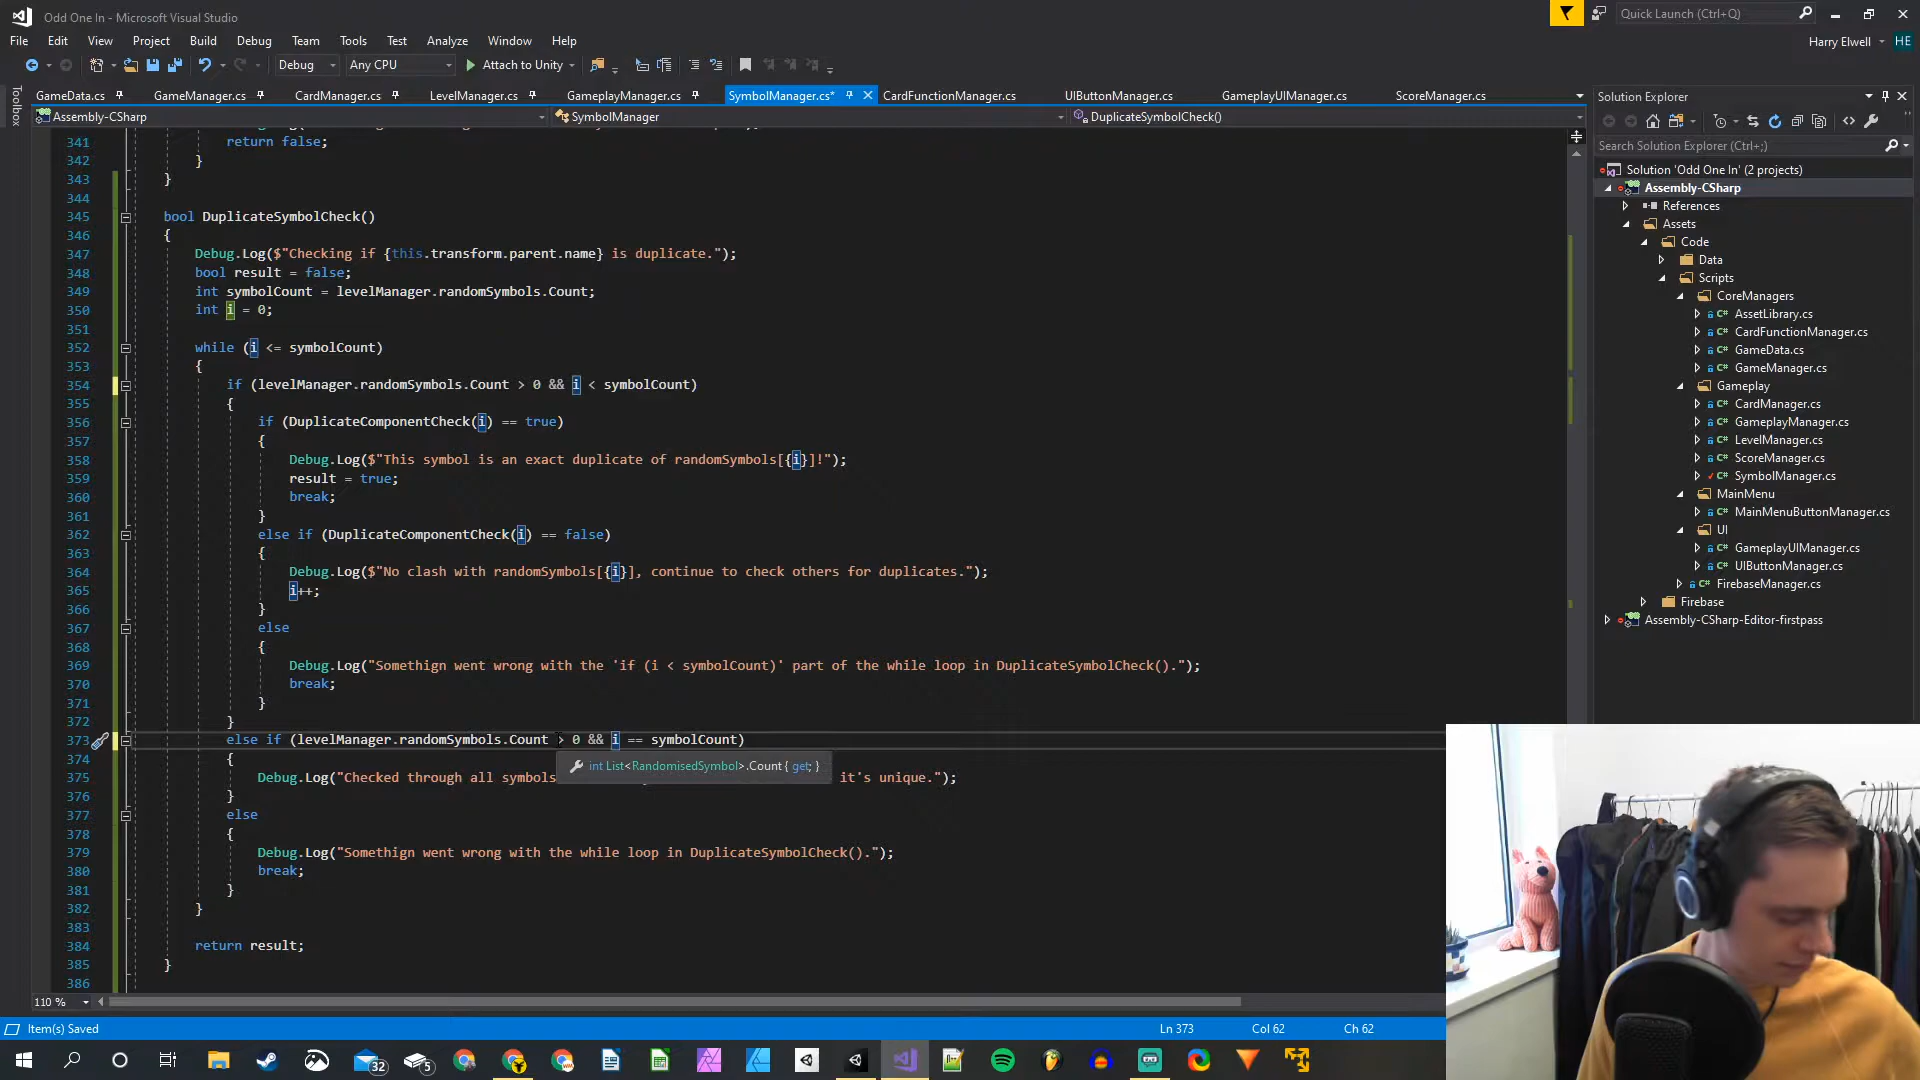 Odd One In - Microsoft Visual Studio
Quick Launch (Ctrl+Q)
File Edit View Project Build Debug Team Tools Test Analyze Window Help
Harry Elwell HE
Debug Any CPU Attach to Unity
Toolbox
GameData.cs GameManager.cs CardManager.cs LevelManager.cs GameplayManager.cs SymbolManager.cs* CardFunctionManager.cs UIButtonManager.cs GameplayUIManager.cs ScoreManager.cs
Assembly-CSharp SymbolManager DuplicateSymbolCheck()
341 return false;
342 }
343 }
344
345 bool DuplicateSymbolCheck()
346 {
347 Debug.Log($"Checking if {this.transform.parent.name} is duplicate.");
348 bool result = false;
349 int symbolCount = levelManager.randomSymbols.Count;
350 int i = 0;
351
352 while (i <= symbolCount)
353 {
354 if (levelManager.randomSymbols.Count > 0 && i < symbolCount)
355 {
356 if (DuplicateComponentCheck(i) == true)
357 {
358 Debug.Log($"This symbol is an exact duplicate of randomSymbols[{i}]!");
359 result = true;
360 break;
361 }
362 else if (DuplicateComponentCheck(i) == false)
363 {
364 Debug.Log($"No clash with randomSymbols[{i}], continue to check others for duplicates.");
365 i++;
366 }
367 else
368 {
369 Debug.Log("Somethign went wrong with the 'if (i < symbolCount)' part of the while loop in DuplicateSymbolCheck().");
370 break;
371 }
372 }
373 else if (levelManager.randomSymbols.Count > 0 && i == symbolCount)
374 {
int List<RandomisedSymbol>.Count { get; }
375 Debug.Log("Checked through all symbols it's unique.");
376 }
377 else
378 {
379 Debug.Log("Somethign went wrong with the while loop in DuplicateSymbolCheck().");
380 break;
381 }
382 }
383
384 return result;
385 }
386
110 %
Solution Explorer
Search Solution Explorer (Ctrl+;)
Solution 'Odd One In' (2 projects)
Assembly-CSharp
References
Assets
Code
Data
Scripts
CoreManagers
AssetLibrary.cs
CardFunctionManager.cs
GameData.cs
GameManager.cs
Gameplay
CardManager.cs
GameplayManager.cs
LevelManager.cs
ScoreManager.cs
SymbolManager.cs
MainMenu
MainMenuButtonManager.cs
UI
GameplayUIManager.cs
UIButtonManager.cs
FirebaseManager.cs
Firebase
Assembly-CSharp-Editor-firstpass
Item(s) Saved Ln 373 Col 62 Ch 62
32 5